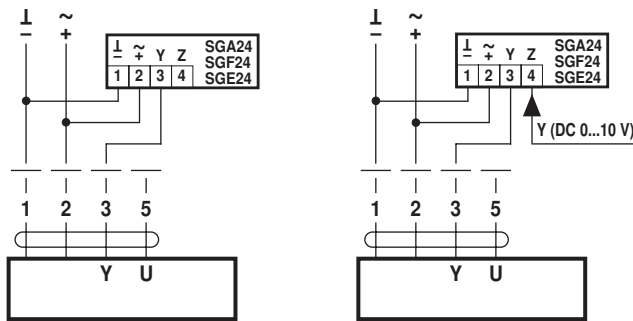 ⊥ ~
− +
⊥ ~ Y Z SGA24
− + SGF24
1 2 3 4 SGE24
1 2 3 5
Y U
⊥ ~
− +
⊥ ~ Y Z SGA24
− + SGF24
1 2 3 4 SGE24
Y (DC 0...10 V)
1 2 3 5
Y U